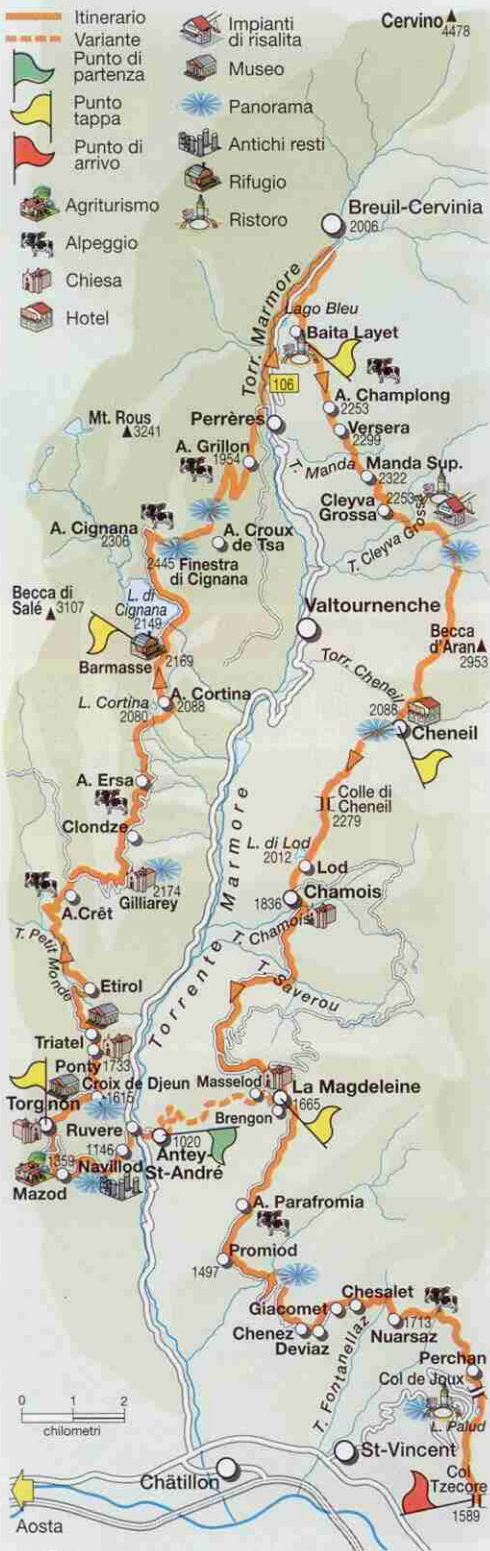 Itinerario
Variante
Punto di
partenza
Punto
tappa
Punto di
arrivo
Agriturismo
Alpeggio
Chiesa
Hotel
Impianti
di risalita
Museo
Panorama
Antichi resti
Rifugio
Ristoro
Cervino
4478
Breuil-Cervinia
2006
Torr. Marmore
Lago Bleu
Baita Layet
106
A. Champlong
2253
Perrères
Versera
2299
Mt. Rous
3241
A. Grillon
1954
T. Manda
Manda Sup.
2322
2253
Cleyva
Grossa
T. Cleyva Grossa
A. Cignana
2306
A. Croux
de Tsa
2445 Finestra
di Cignana
L. di
Cignana
2149
Becca di
Salé 3107
Valtournenche
Becca
d'Aran
2953
Barmasse
2169
Torr. Cheneil
2088
Cheneil
L. Cortina
2080
A. Cortina
2088
A. Ersa
Colle di
Cheneil
2279
Clondze
L. di Lod
2012
Lod
2174
Gilliarey
Chamois
1836
A.Crêt
T. Chamois
T. Petit Monde
Torrente Marmore
T. Saverou
Etirol
Triatel
Ponty
1733
Croix de Djeun
1615
Masselod
La Magdeleine
1665
Torgnon
Brengon
Ruvere
1146
1020
Antey-
St-André
1359
Navillod
Mazod
A. Parafromia
Promiod
1497
Chesalet
Giacomet
1713
Nuarsaz
Chenez
Deviaz
T. Fontanellaz
Perchan
Col de Joux
L. Palud
0 1 2
chilometri
St-Vincent
Châtillon
Col
Tzecore
1589
Aosta